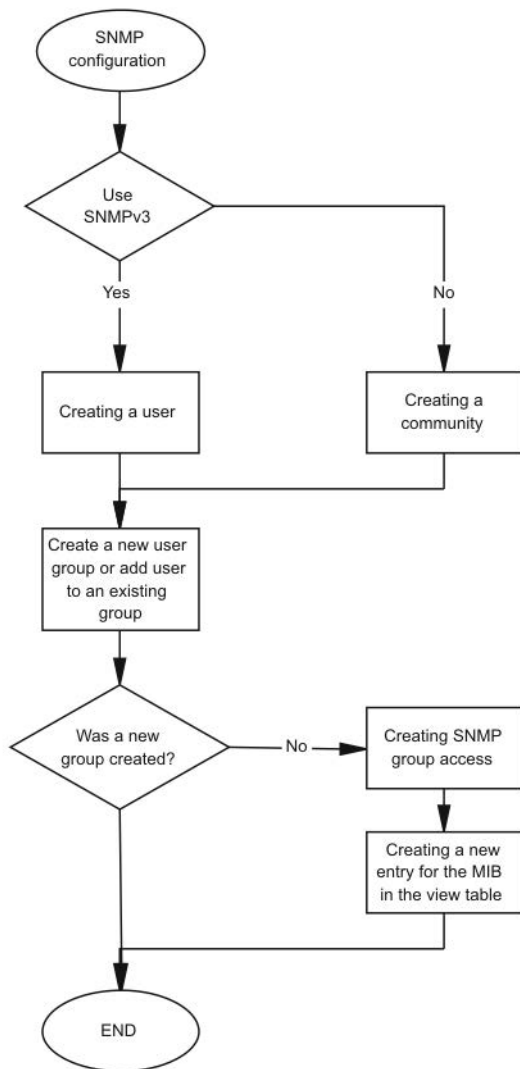 SNMP
configuration
Use
SNMPv3
Yes
No
Creating a user
Creating a
community
Create a new user
group or add user
to an existing
group
Was a new
group created?
No
Creating SNMP
group access
Creating a new
entry for the MIB
in the view table
END